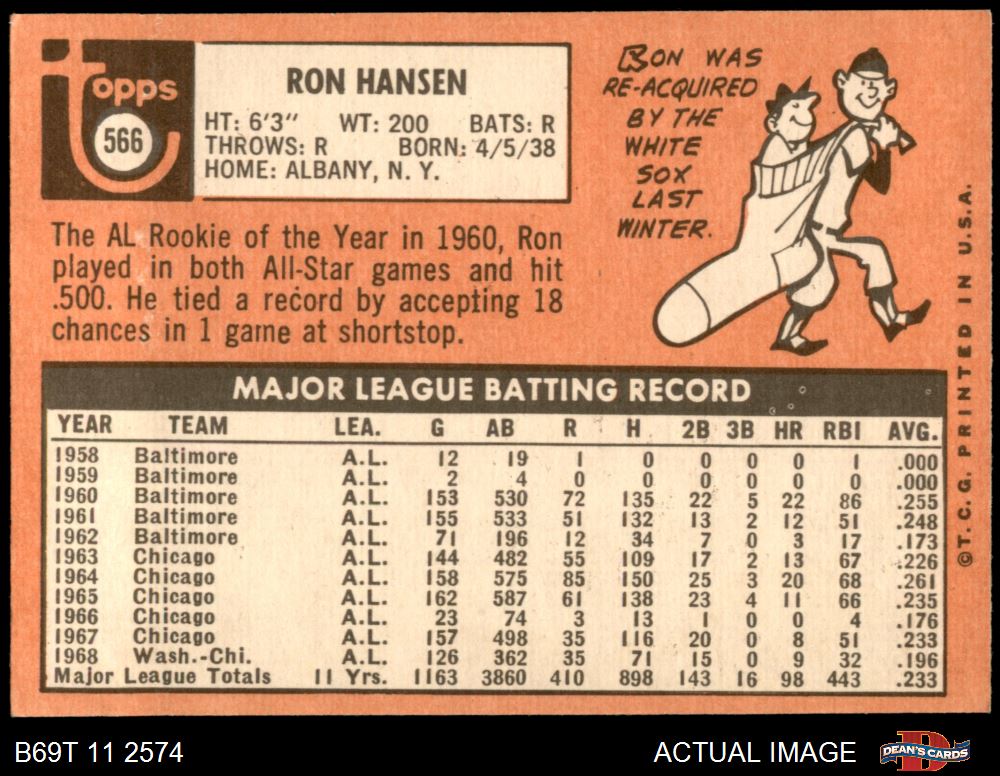 Topps
566
RON HANSEN
HT: 6'3" WT: 200 BATS: R
THROWS: R BORN: 4/5/38
HOME: ALBANY, N. Y.
The AL Rookie of the Year in 1960, Ron
played in both All-Star games and hit
.500. He tied a record by accepting 18
chances in 1 game at shortstop.
RON WAS
RE-ACQUIRED
BY THE
WHITE
SOX
LAST
WINTER.
MAJOR LEAGUE BATTING RECORD
YEAR TEAM LEA. G AB R H 2B 3B HR RBI AVG.
1958 Baltimore A.L. 12 19 1 0 0 0 0 1 .000
1959 Baltimore A.L. 2 4 0 0 0 0 0 0 .000
1960 Baltimore A.L. 153 530 72 135 22 5 22 86 .255
1961 Baltimore A.L. 155 533 51 132 13 2 12 51 .248
1962 Baltimore A.L. 71 196 12 34 7 0 3 17 .173
1963 Chicago A.L. 144 482 55 109 17 2 13 67 .226
1964 Chicago A.L. 158 575 85 150 25 3 20 68 .261
1965 Chicago A.L. 162 587 61 138 23 4 11 66 .235
1966 Chicago A.L. 23 74 3 13 1 0 0 4 .176
1967 Chicago A.L. 157 498 35 116 20 0 8 51 .233
1968 Wash.-Chi. A.L. 126 362 35 71 15 0 9 32 .196
Major League Totals 11 Yrs. 1163 3860 410 898 143 16 98 443 .233
©T.C.G. PRINTED IN U.S.A.
B69T 11 2574
ACTUAL IMAGE
DEAN'S CARDS